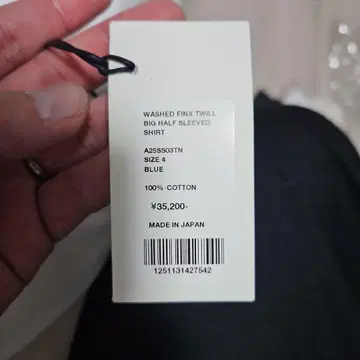 WASHED FINX TWILL
BIG HALF SLEEVED
SHIRT
A25SS03TN
SIZE 4
BLUE
100% COTTON
¥35,200-
MADE IN JAPAN
1251131427542